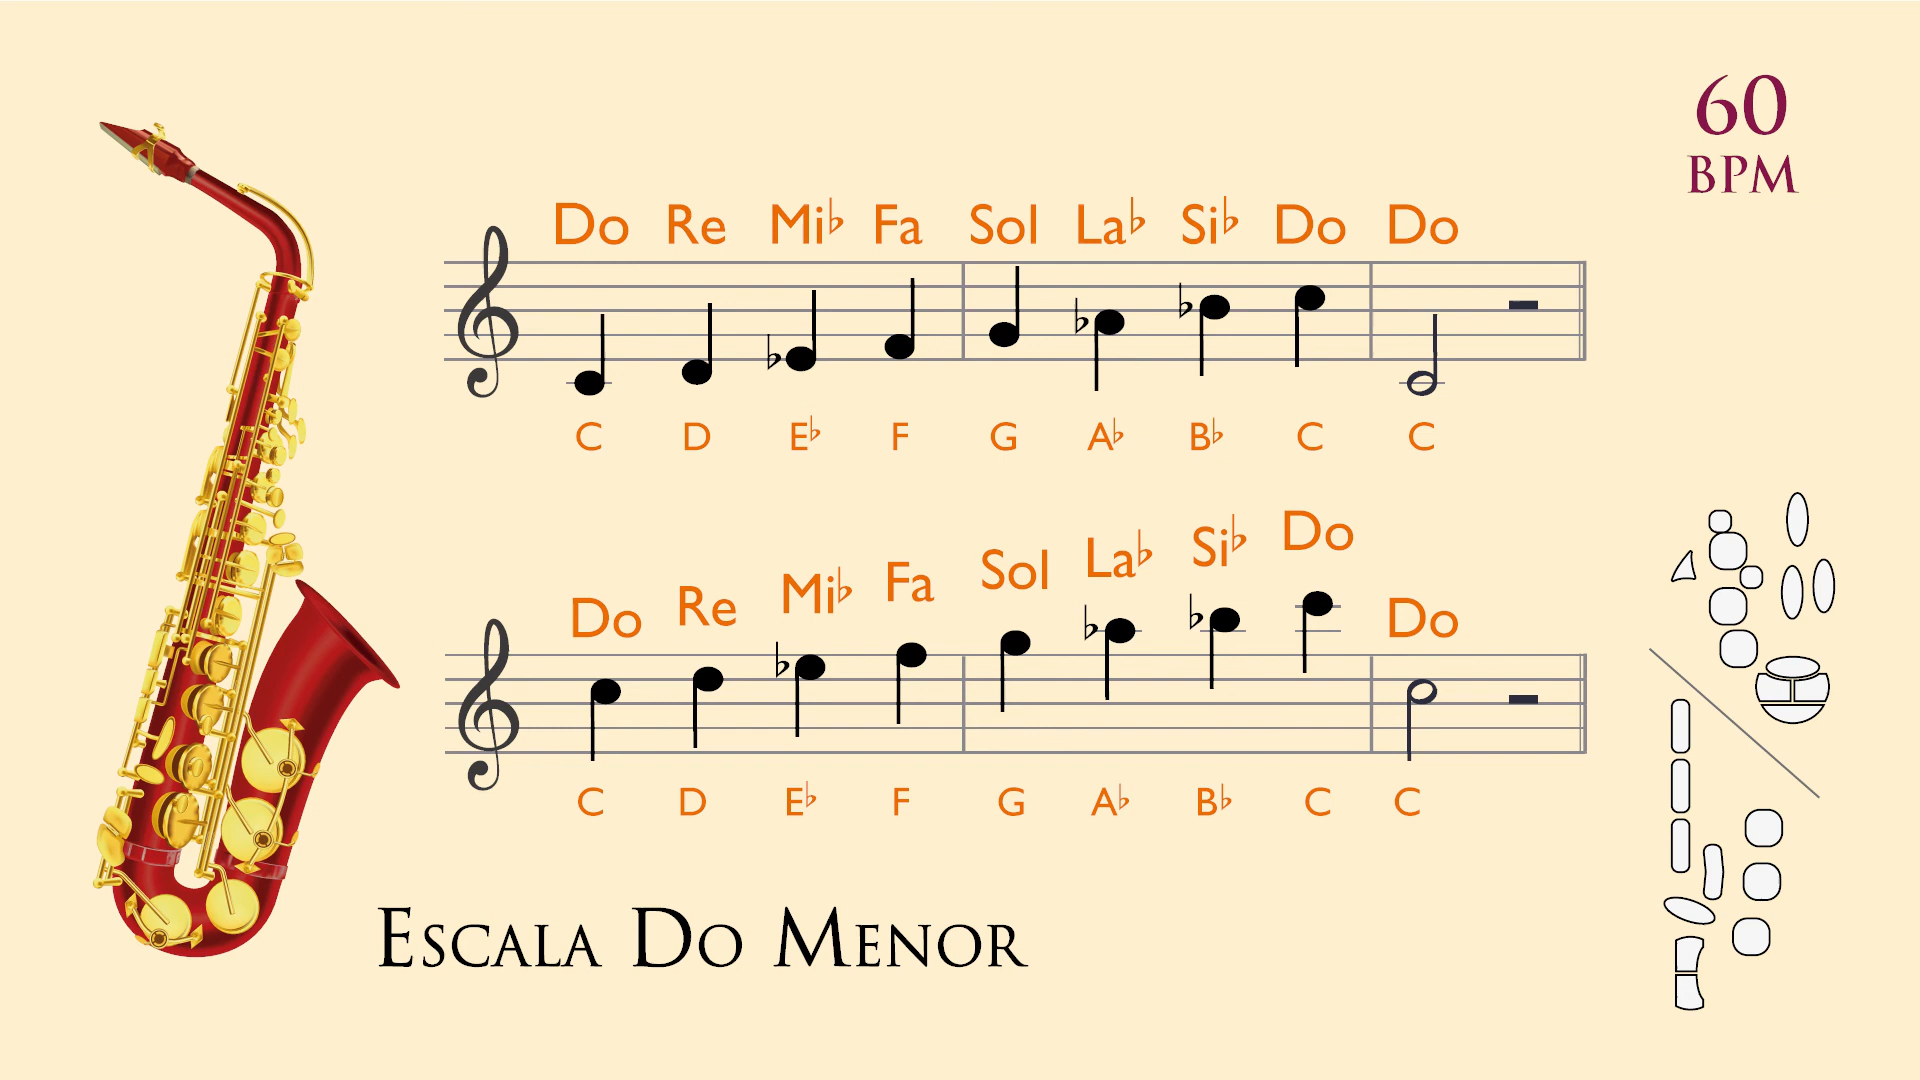 60
BPM
Do Re Mi♭ Fa Sol La♭ Si♭ Do Do
C D E♭ F G A♭ B♭ C C
Do Re Mi♭ Fa Sol La♭ Si♭ Do Do
C D E♭ F G A♭ B♭ C C
Escala Do Menor